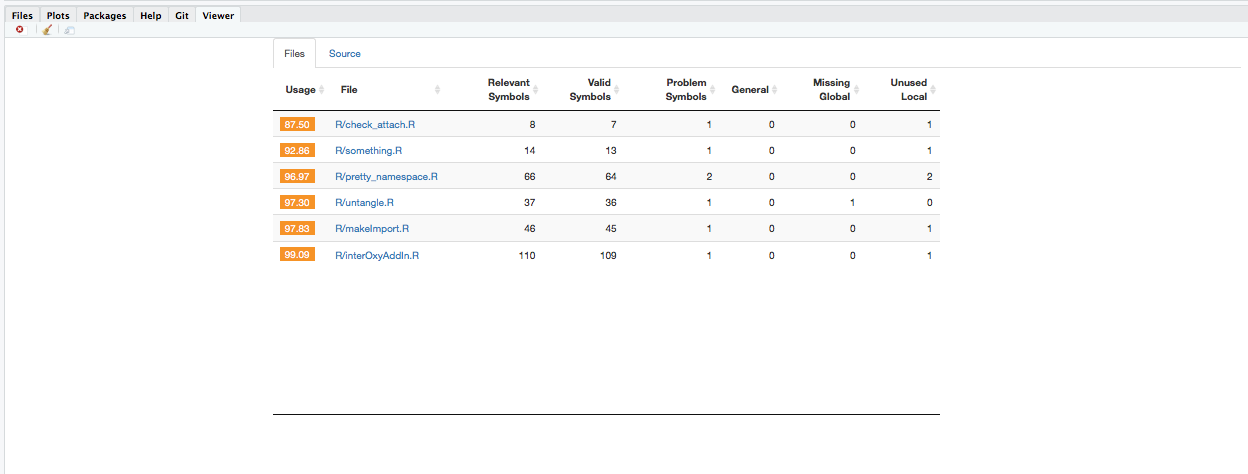 Files Plots Packages Help Git Viewer
Files Source
Usage File Relevant Symbols Valid Symbols Problem Symbols General Missing Global Unused Local
87.50 R/check_attach.R 8 7 1 0 0 1
92.86 R/something.R 14 13 1 0 0 1
96.97 R/pretty_namespace.R 66 64 2 0 0 2
97.30 R/untangle.R 37 36 1 0 1 0
97.83 R/makeImport.R 46 45 1 0 0 1
99.09 R/interOxyAddIn.R 110 109 1 0 0 1